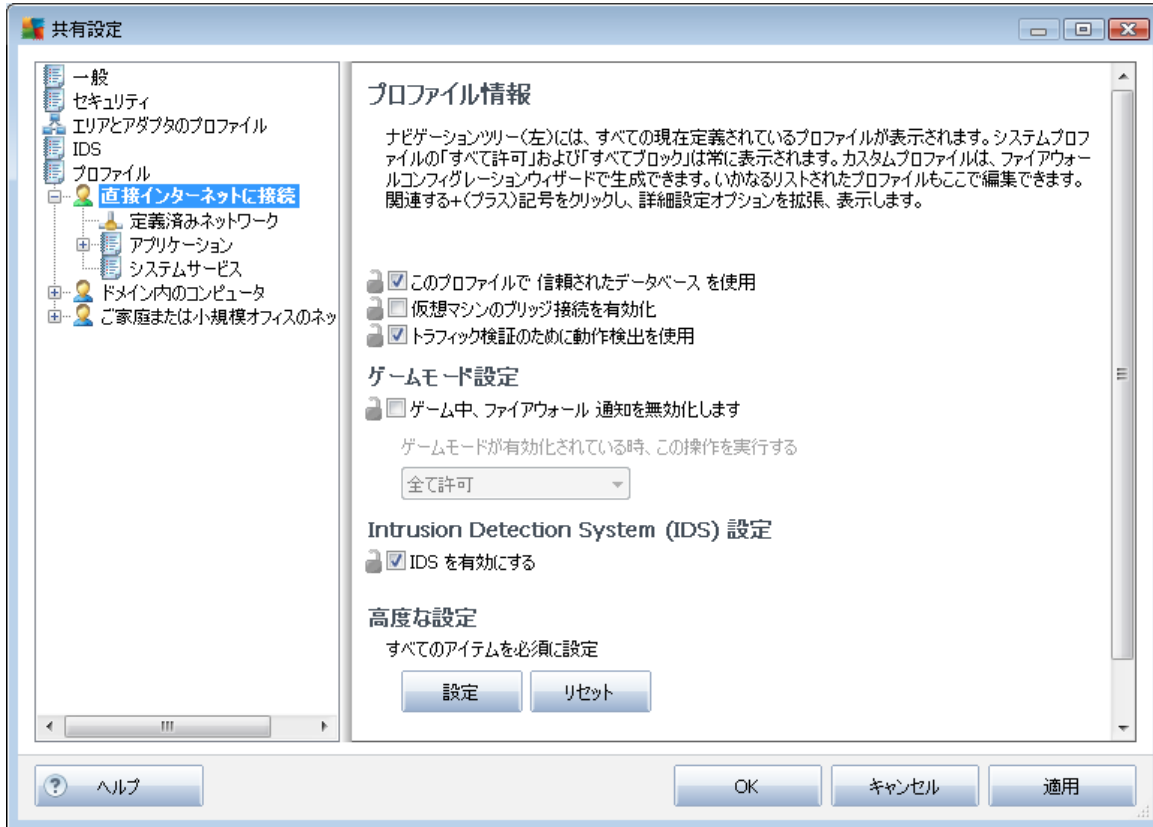 共有設定
一般
セキュリティ
エリアとアダプタのプロファイル
IDS
プロファイル
直接インターネットに接続
定義済みネットワーク
アプリケーション
システムサービス
ドメイン内のコンピュータ
ご家庭または小規模オフィスのネッ
プロファイル情報
ナビゲーションツリー(左)には、すべての現在定義されているプロファイルが表示されます。システムプロフ
ァイルの「すべて許可」および「すべてブロック」は常に表示されます。カスタムプロファイルは、ファイアウォー
ルコンフィグレーションウィザードで生成できます。いかなるリストされたプロファイルもここで編集できます。
関連する+(プラス)記号をクリックし、詳細設定オプションを拡張、表示します。
このプロファイルで 信頼されたデータベース を使用
仮想マシンのブリッジ接続を有効化
トラフィック検証のために動作検出を使用
ゲームモード設定
ゲーム中、ファイアウォール 通知を無効化します
ゲームモードが有効化されている時、この操作を実行する
全て許可
Intrusion Detection System (IDS) 設定
IDS を有効にする
高度な設定
すべてのアイテムを必須に設定
設定
リセット
ヘルプ
OK
キャンセル
適用